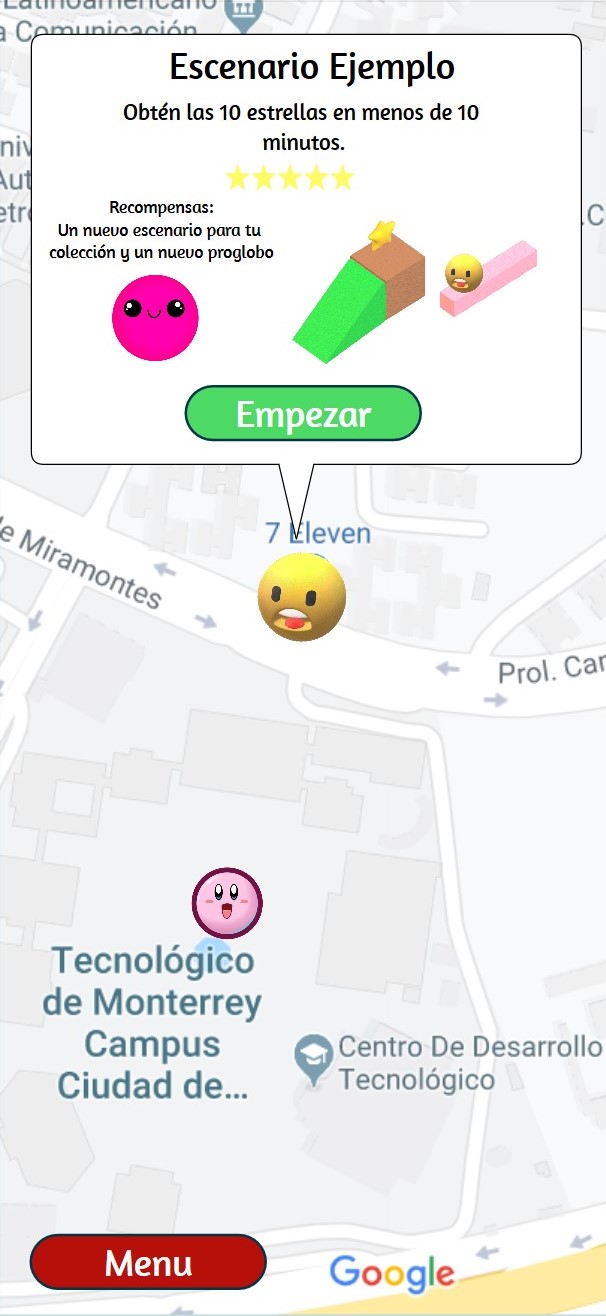 Latinoamericano
a Comunicación
Escenario Ejemplo
Obtén las 10 estrellas en menos de 10
minutos.
Recompensas:
Un nuevo escenario para tu
colección y un nuevo proglobo
Empezar
7 Eleven
de Miramontes
Prol. Car
Tecnológico
de Monterrey
Campus
Ciudad de...
Centro De Desarrollo
Tecnológico
Menu
Google